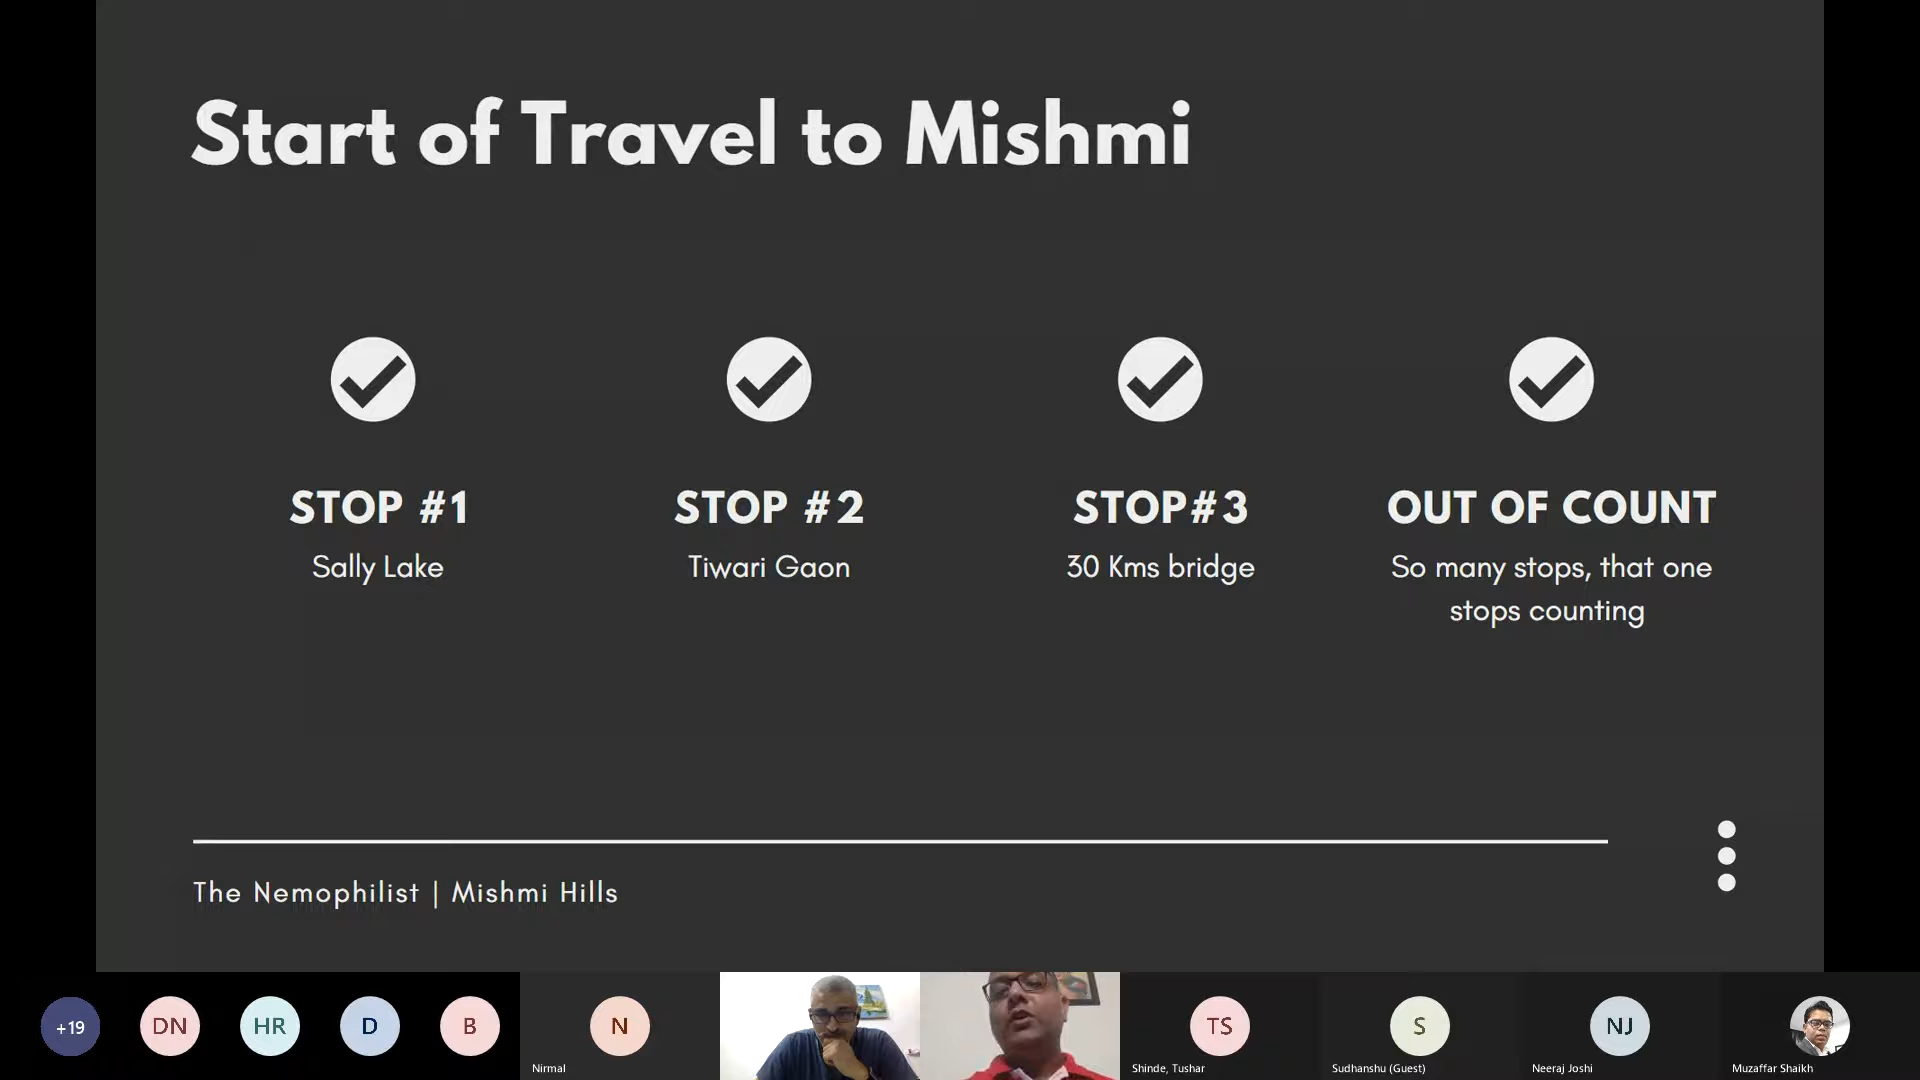 Start of Travel to Mishmi
STOP #1
Sally Lake
STOP #2
Tiwari Gaon
STOP#3
30 Kms bridge
OUT OF COUNT
So many stops, that one
stops counting
The Nemophilist | Mishmi Hills
+19
DN
HR
D
B
N
Nirmal
TS
Shinde, Tushar
S
Sudhanshu (Guest)
NJ
Neeraj Joshi
Muzaffar Shaikh